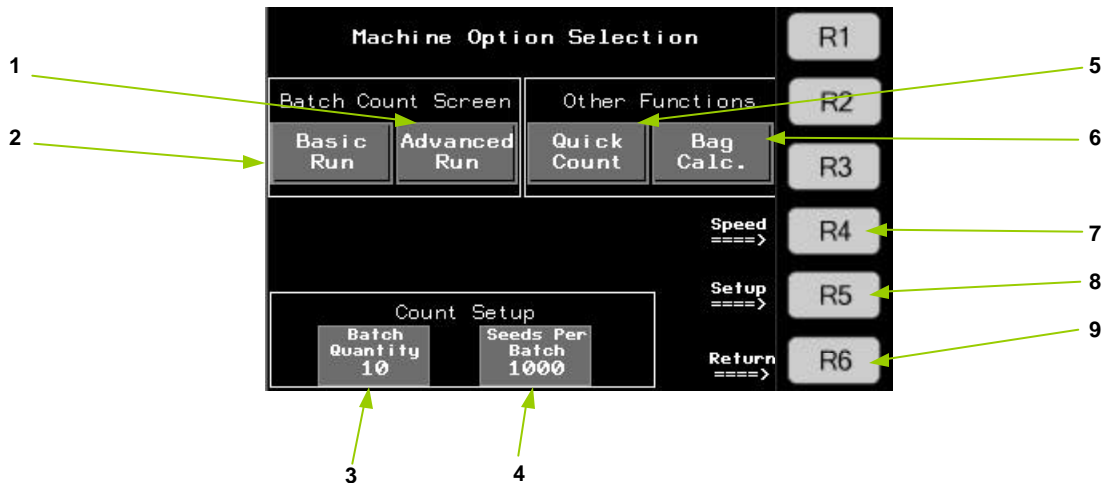 Machine Option Selection
R1
1
5
Batch Count Screen
Other Functions
R2
2
Basic
Run
Advanced
Run
Quick
Count
Bag
Calc.
6
R3
Speed
====>
R4
7
Setup
====>
R5
8
Count Setup
Batch
Quantity
10
Seeds Per
Batch
1000
Return
====>
R6
9
3
4